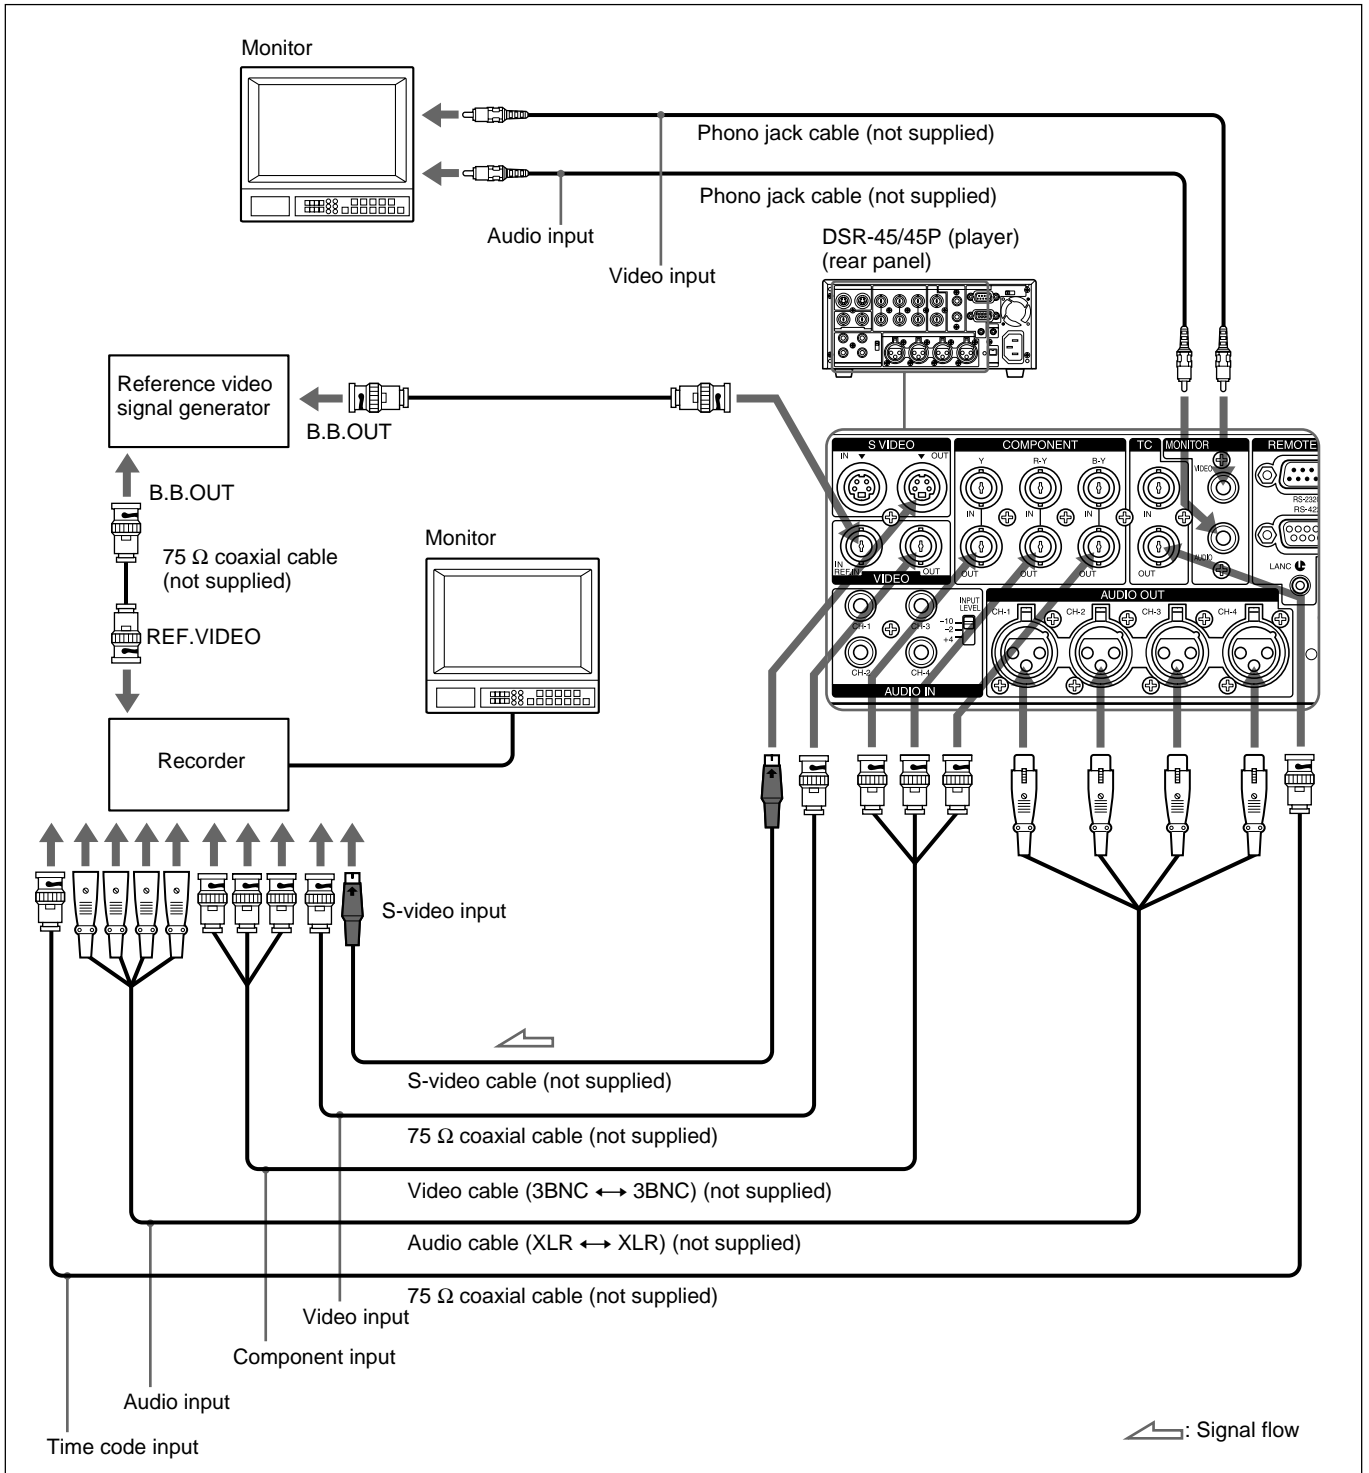 Monitor
Phono jack cable (not supplied)
Phono jack cable (not supplied)
Audio input
Video input
DSR-45/45P (player)
(rear panel)
Reference video
signal generator
B.B.OUT
B.B.OUT
75 Ω coaxial cable
(not supplied)
REF.VIDEO
Monitor
Recorder
S VIDEO
COMPONENT
TC
MONITOR
REMOTE
IN
OUT
Y
R-Y
B-Y
VIDEO
IN
IN
IN
IN
RS-232C
RS-422
IN
REF.IN
OUT
OUT
OUT
OUT
OUT
AUDIO
LANC
VIDEO
INPUT
LEVEL
-10
-2
+4
CH-1
CH-3
CH-2
CH-4
AUDIO IN
AUDIO OUT
CH-1
CH-2
CH-3
CH-4
S-video input
S-video cable (not supplied)
75 Ω coaxial cable (not supplied)
Video cable (3BNC ↔ 3BNC) (not supplied)
Audio cable (XLR ↔ XLR) (not supplied)
75 Ω coaxial cable (not supplied)
Video input
Component input
Audio input
Time code input
: Signal flow